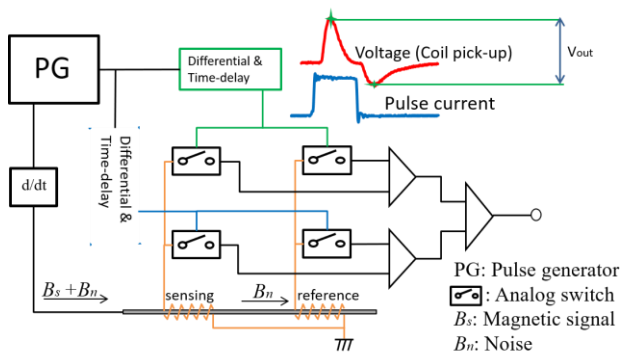 PG
Differential &
Time-delay
Voltage (Coil pick-up)
Vout
Pulse current
Differential &
Time-delay
d/dt
Bs +Bn
sensing
Bn
reference
PG: Pulse generator
: Analog switch
Bs: Magnetic signal
Bn: Noise